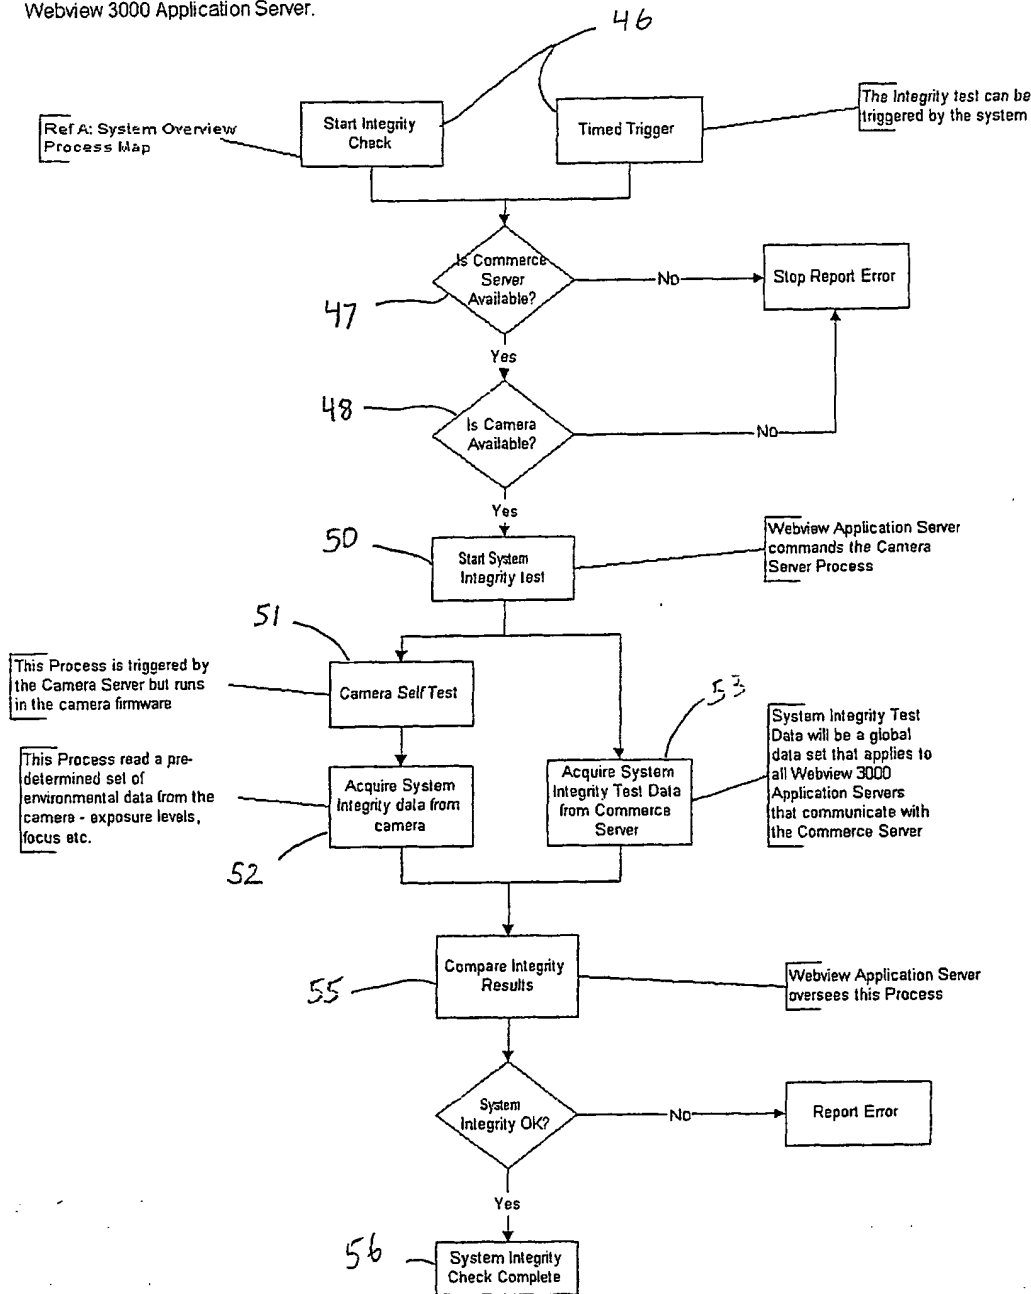 Webview 3000 Application Server.
46
Ref A: System Overview
Process Map
Start Integrity
Check
Timed Trigger
The Integrity test can be
triggered by the system
Is Commerce
Server
Available?
No
Stop Report Error
47
Yes
48
Is Camera
Available?
No
Yes
50
Start System
Integrity test
Webview Application Server
commands the Camera
Server Process
51
This Process is triggered by
the Camera Server but runs
in the camera firmware
Camera Self Test
53
This Process read a pre-
determined set of
environmental data from the
camera - exposure levels,
focus etc.
Acquire System
Integrity data from
camera
Acquire System
Integrity Test Data
from Commerce
Server
System Integrity Test
Data will be a global
data set that applies to
all Webview 3000
Application Servers
that communicate with
the Commerce Server
52
Compare Integrity
Results
55
Webview Application Server
oversees this Process
System
Integrity OK?
No
Report Error
Yes
56
System Integrity
Check Complete